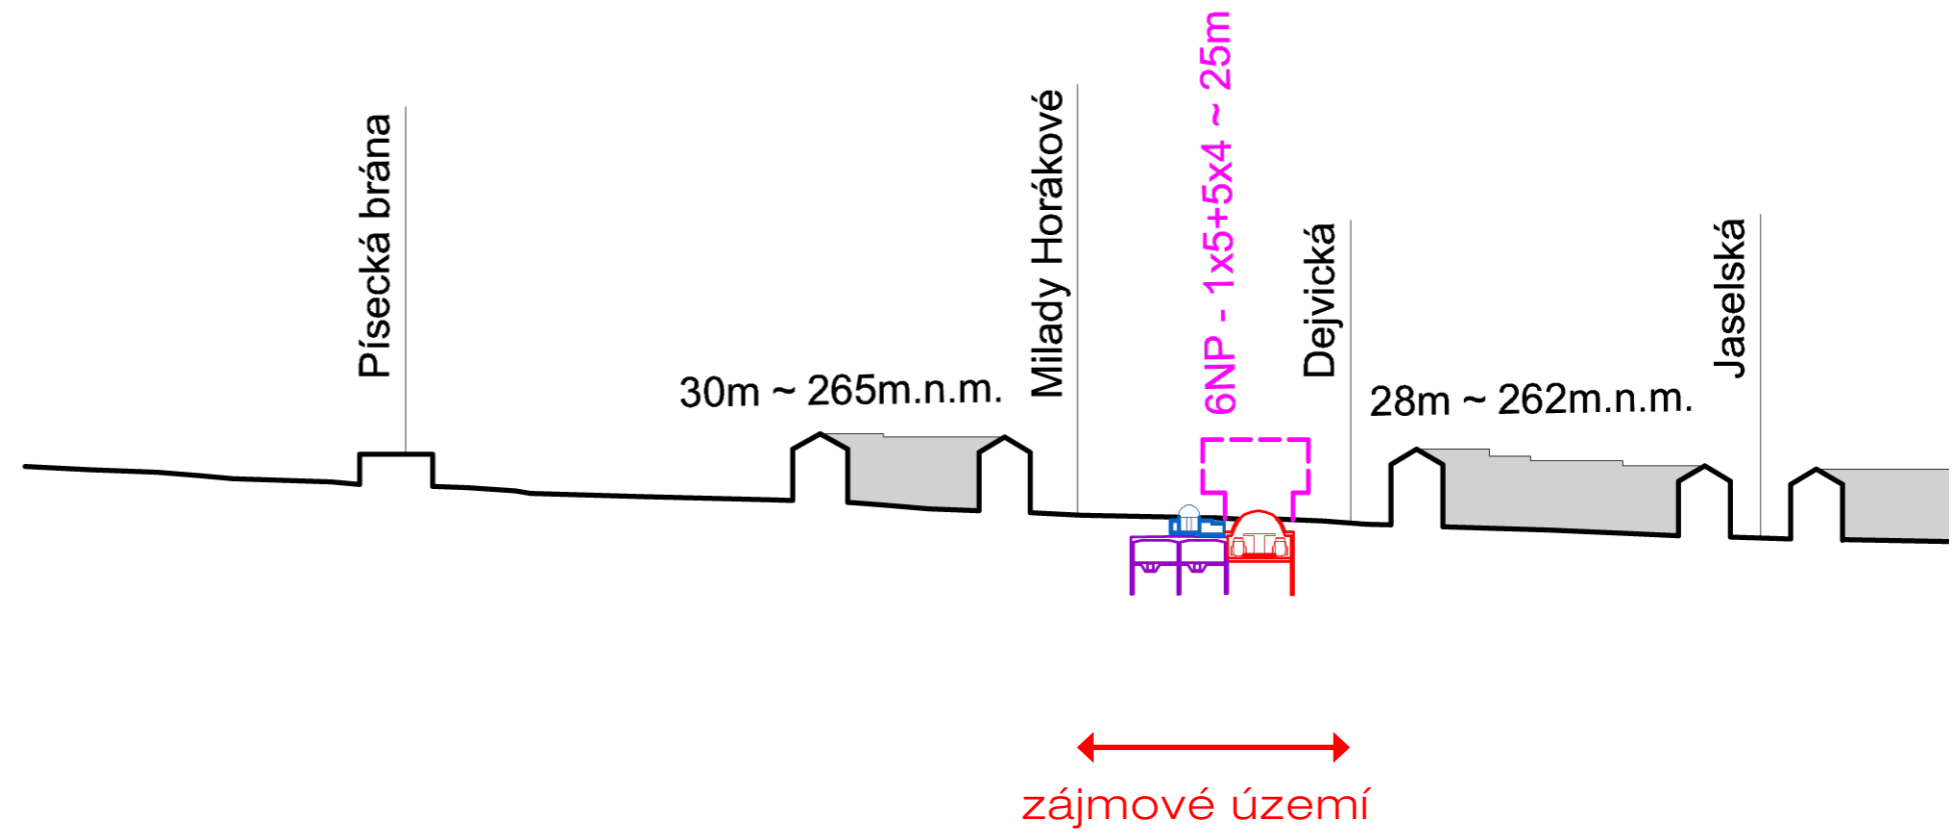 Písecká brána
30m ~ 265m.n.m.
Milady Horákové
6NP - 1x5+5x4 ~ 25m
Dejvická
28m ~ 262m.n.m.
Jaselská
zájmové území